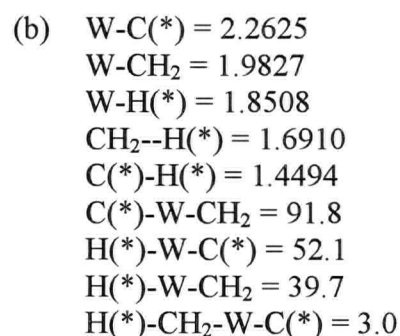 (b) W-C(*) = 2.2625
W-CH₂ = 1.9827
W-H(*) = 1.8508
CH₂--H(*) = 1.6910
C(*)-H(*) = 1.4494
C(*)-W-CH₂ = 91.8
H(*)-W-C(*) = 52.1
H(*)-W-CH₂ = 39.7
H(*)-CH₂-W-C(*) = 3.0